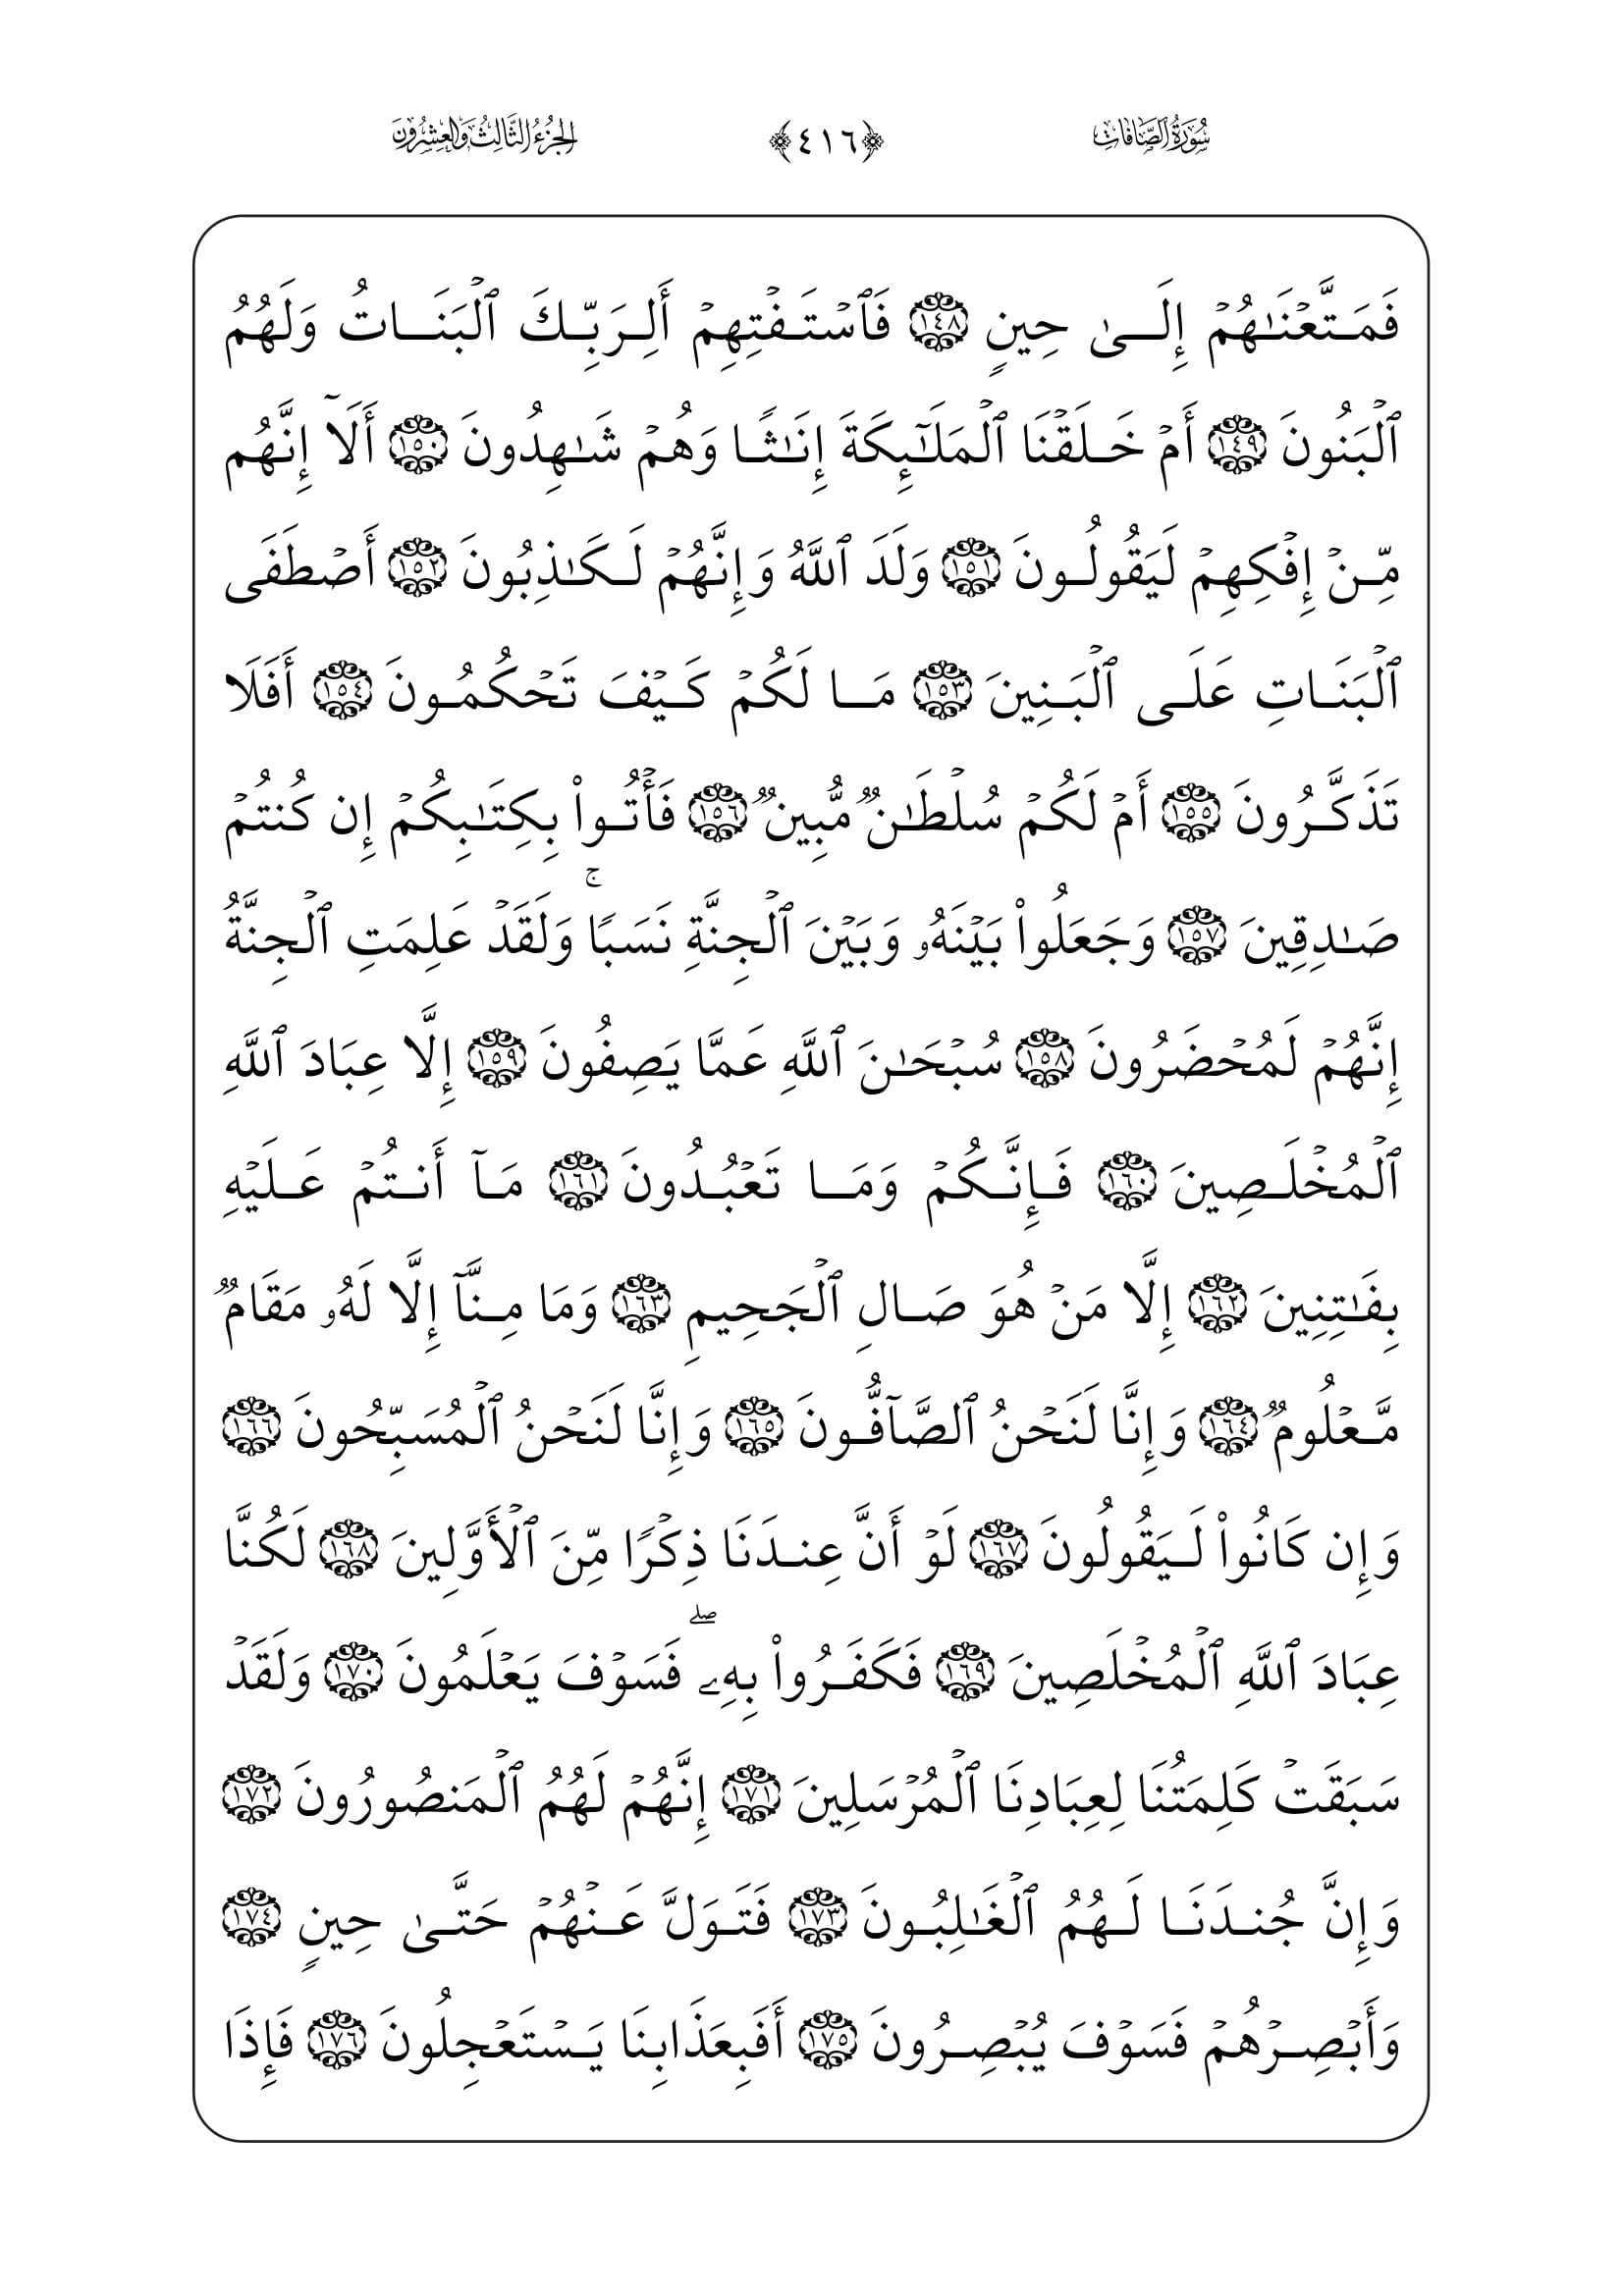 سُورَةُ الصَّافَّاتِ ﴿٤١٦﴾ الجُزْءُ الثَّالِثُ وَالعِشْرُونَ
فَمَتَّعۡنَٰهُمۡ إِلَىٰ حِينٖ ١٤٨ فَٱسۡتَفۡتِهِمۡ أَلِرَبِّكَ ٱلۡبَنَاتُ وَلَهُمُ
ٱلۡبَنُونَ ١٤٩ أَمۡ خَلَقۡنَا ٱلۡمَلَٰٓئِكَةَ إِنَٰثٗا وَهُمۡ شَٰهِدُونَ ١٥٠ أَلَآ إِنَّهُم
مِّنۡ إِفۡكِهِمۡ لَيَقُولُونَ ١٥١ وَلَدَ ٱللَّهُ وَإِنَّهُمۡ لَكَٰذِبُونَ ١٥٢ أَصۡطَفَى
ٱلۡبَنَاتِ عَلَى ٱلۡبَنِينَ ١٥٣ مَا لَكُمۡ كَيۡفَ تَحۡكُمُونَ ١٥٤ أَفَلَا
تَذَكَّرُونَ ١٥٥ أَمۡ لَكُمۡ سُلۡطَٰنٞ مُّبِينٞ ١٥٦ فَأۡتُواْ بِكِتَٰبِكُمۡ إِن كُنتُمۡ
صَٰدِقِينَ ١٥٧ وَجَعَلُواْ بَيۡنَهُۥ وَبَيۡنَ ٱلۡجِنَّةِ نَسَبٗاۚ وَلَقَدۡ عَلِمَتِ ٱلۡجِنَّةُ
إِنَّهُمۡ لَمُحۡضَرُونَ ١٥٨ سُبۡحَٰنَ ٱللَّهِ عَمَّا يَصِفُونَ ١٥٩ إِلَّا عِبَادَ ٱللَّهِ
ٱلۡمُخۡلَصِينَ ١٦٠ فَإِنَّكُمۡ وَمَا تَعۡبُدُونَ ١٦١ مَآ أَنتُمۡ عَلَيۡهِ
بِفَٰتِنِينَ ١٦٢ إِلَّا مَنۡ هُوَ صَالِ ٱلۡجَحِيمِ ١٦٣ وَمَا مِنَّآ إِلَّا لَهُۥ مَقَامٞ
مَّعۡلُومٞ ١٦٤ وَإِنَّا لَنَحۡنُ ٱلصَّآفُّونَ ١٦٥ وَإِنَّا لَنَحۡنُ ٱلۡمُسَبِّحُونَ ١٦٦
وَإِن كَانُواْ لَيَقُولُونَ ١٦٧ لَوۡ أَنَّ عِندَنَا ذِكۡرٗا مِّنَ ٱلۡأَوَّلِينَ ١٦٨ لَكُنَّا
عِبَادَ ٱللَّهِ ٱلۡمُخۡلَصِينَ ١٦٩ فَكَفَرُواْ بِهِۦۖ فَسَوۡفَ يَعۡلَمُونَ ١٧٠ وَلَقَدۡ
سَبَقَتۡ كَلِمَتُنَا لِعِبَادِنَا ٱلۡمُرۡسَلِينَ ١٧١ إِنَّهُمۡ لَهُمُ ٱلۡمَنصُورُونَ ١٧٢
وَإِنَّ جُندَنَا لَهُمُ ٱلۡغَٰلِبُونَ ١٧٣ فَتَوَلَّ عَنۡهُمۡ حَتَّىٰ حِينٖ ١٧٤
وَأَبۡصِرۡهُمۡ فَسَوۡفَ يُبۡصِرُونَ ١٧٥ أَفَبِعَذَابِنَا يَسۡتَعۡجِلُونَ ١٧٦ فَإِذَا